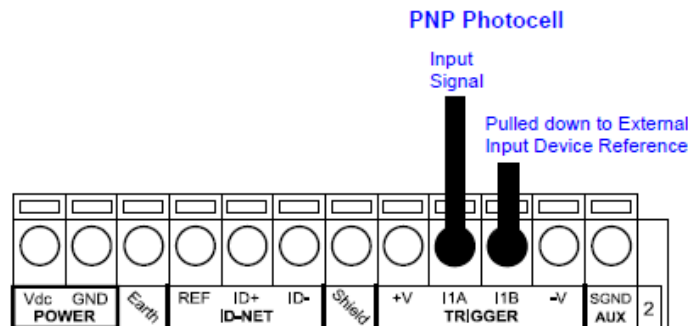 PNP Photocell
Input
Signal
Pulled down to External
Input Device Reference
Vdc GND Earth REF ID+ ID- Shield +V I1A I1B -V SGND 2
POWER ID-NET TRIGGER AUX